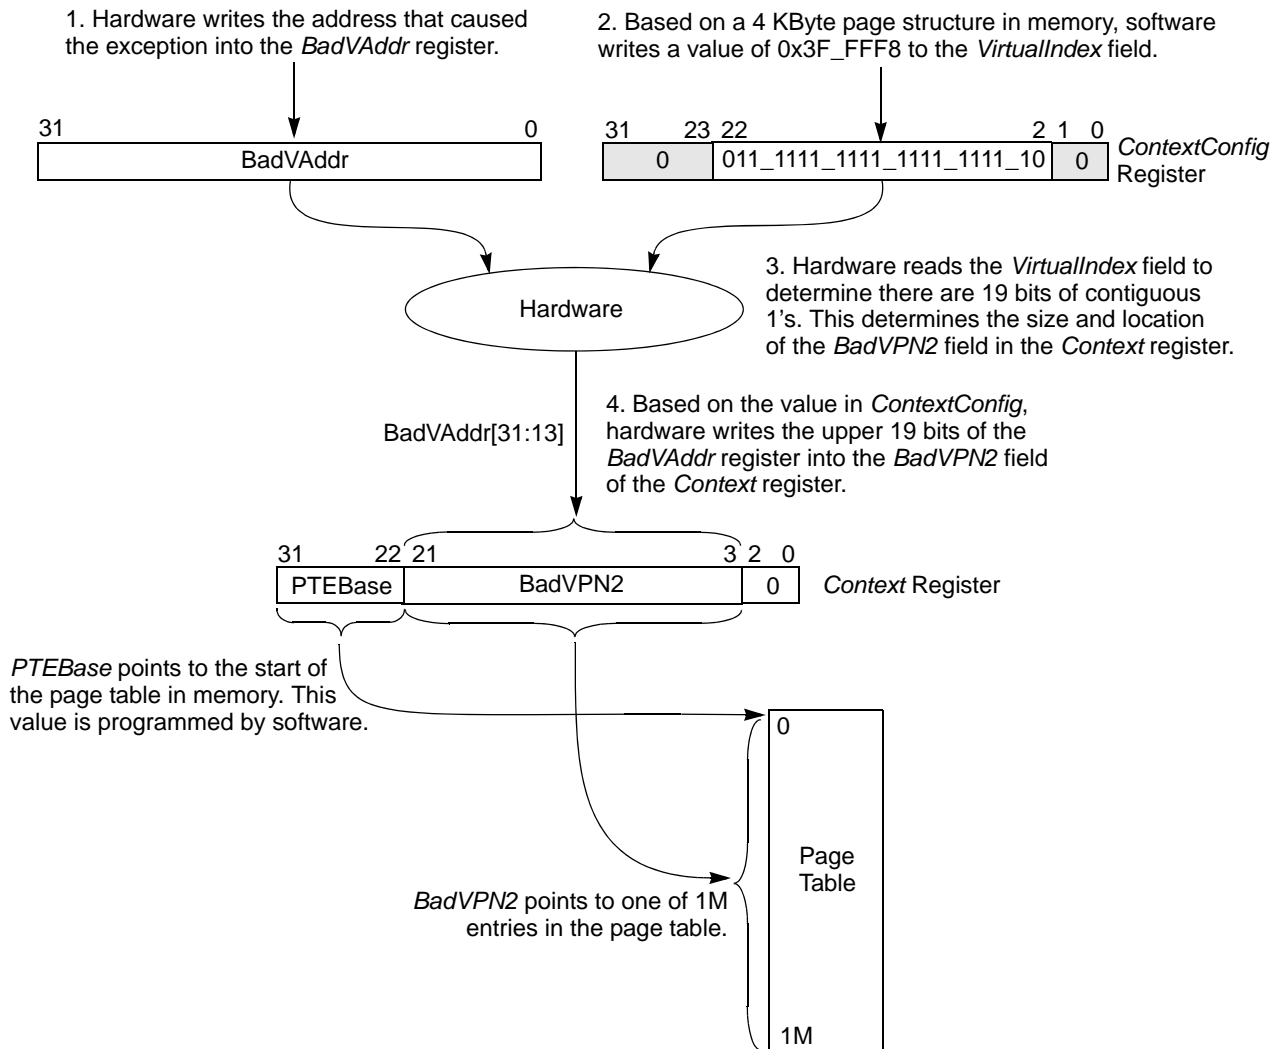 1. Hardware writes the address that caused
the exception into the BadVAddr register.
2. Based on a 4 KByte page structure in memory, software
writes a value of 0x3F_FFF8 to the VirtualIndex field.
31 0
BadVAddr
31 23 22 2 1 0
0 011_1111_1111_1111_1111_10 0
ContextConfig
Register
Hardware
3. Hardware reads the VirtualIndex field to
determine there are 19 bits of contiguous
1's. This determines the size and location
of the BadVPN2 field in the Context register.
BadVAddr[31:13]
4. Based on the value in ContextConfig,
hardware writes the upper 19 bits of the
BadVAddr register into the BadVPN2 field
of the Context register.
31 22 21 3 2 0
PTEBase BadVPN2 0 Context Register
PTEBase points to the start of
the page table in memory. This
value is programmed by software.
0
Page
Table
BadVPN2 points to one of 1M
entries in the page table.
1M